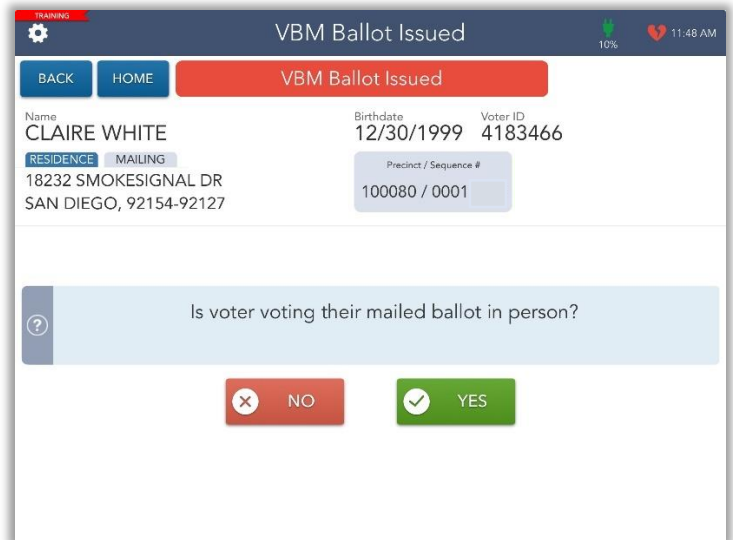 TRAINING
VBM Ballot Issued
10%
11:48 AM
BACK
HOME
VBM Ballot Issued
Name
CLAIRE WHITE
Birthdate
12/30/1999
Voter ID
4183466
RESIDENCE
MAILING
18232 SMOKESIGNAL DR
SAN DIEGO, 92154-92127
Precinct / Sequence #
100080 / 0001
Is voter voting their mailed ballot in person?
NO
YES